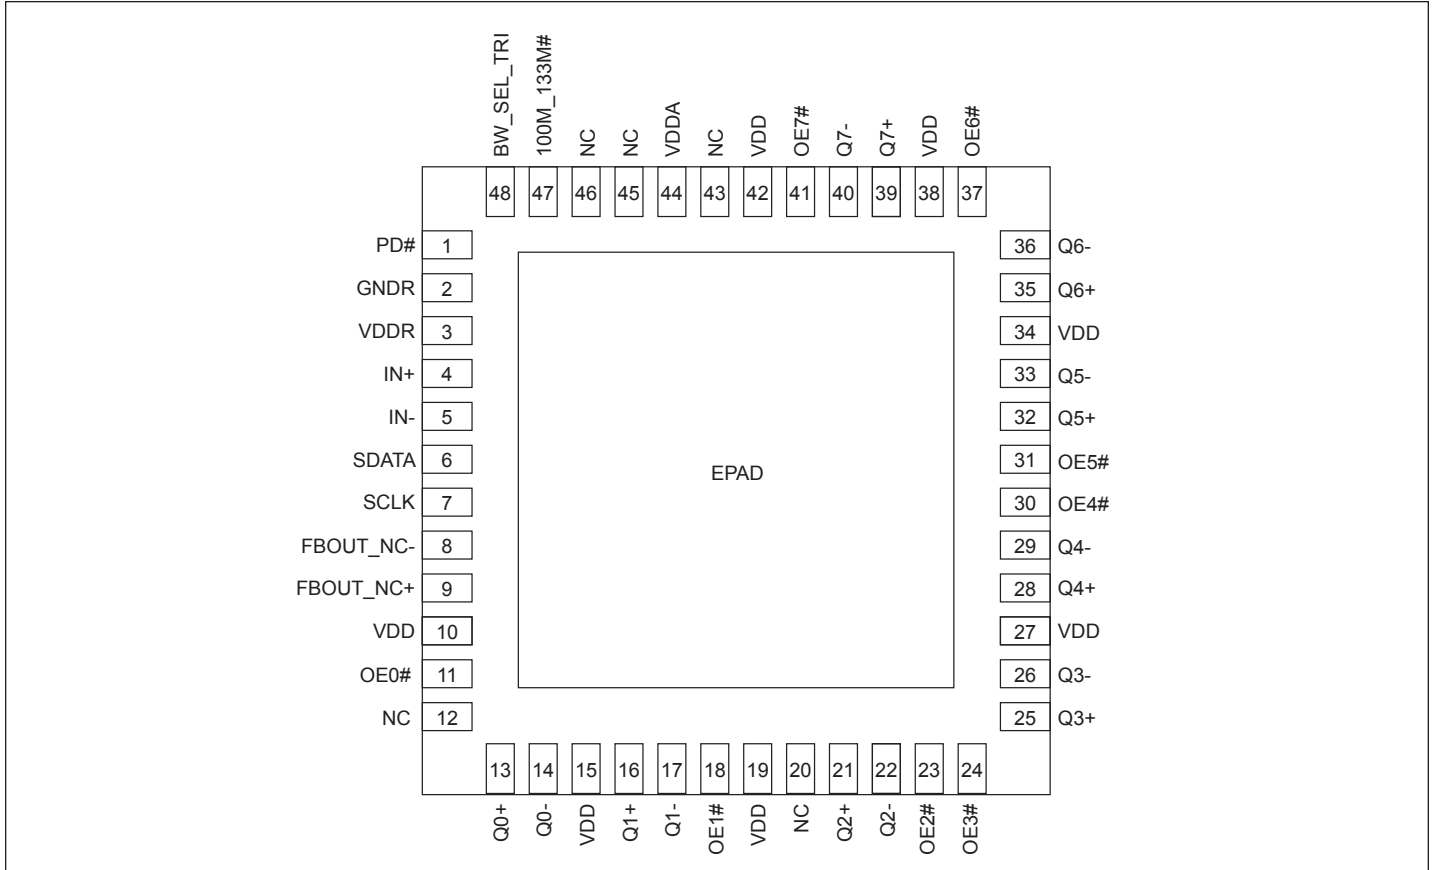 BW_SEL_TRI
100M_133M#
NC
NC
VDDA
NC
VDD
OE7#
Q7-
Q7+
VDD
OE6#
48 47 46 45 44 43 42 41 40 39 38 37
PD# 1
GNDR 2
VDDR 3
IN+ 4
IN- 5
SDATA 6
SCLK 7
FBOUT_NC- 8
FBOUT_NC+ 9
VDD 10
OE0# 11
NC 12
EPAD
36 Q6-
35 Q6+
34 VDD
33 Q5-
32 Q5+
31 OE5#
30 OE4#
29 Q4-
28 Q4+
27 VDD
26 Q3-
25 Q3+
13 14 15 16 17 18 19 20 21 22 23 24
Q0+
Q0-
VDD
Q1+
Q1-
OE1#
VDD
NC
Q2+
Q2-
OE2#
OE3#